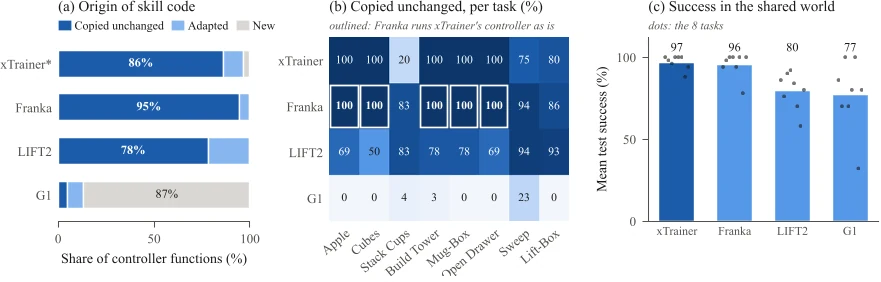 (a) Origin of skill code
Copied unchanged Adapted New
xTrainer* 86%
Franka 95%
LIFT2 78%
G1 87%
0 50 100
Share of controller functions (%)
(b) Copied unchanged, per task (%)
outlined: Franka runs xTrainer's controller as is
xTrainer 100 100 20 100 100 100 75 80
Franka 100 100 83 100 100 100 94 86
LIFT2 69 50 83 78 78 69 94 93
G1 0 0 4 3 0 0 23 0
Apple Cubes Stack Cups Build Tower Mug-Box Open Drawer Sweep Lift-Box
(c) Success in the shared world
dots: the 8 tasks
97 96 80 77
100
50
0
Mean test success (%)
xTrainer Franka LIFT2 G1